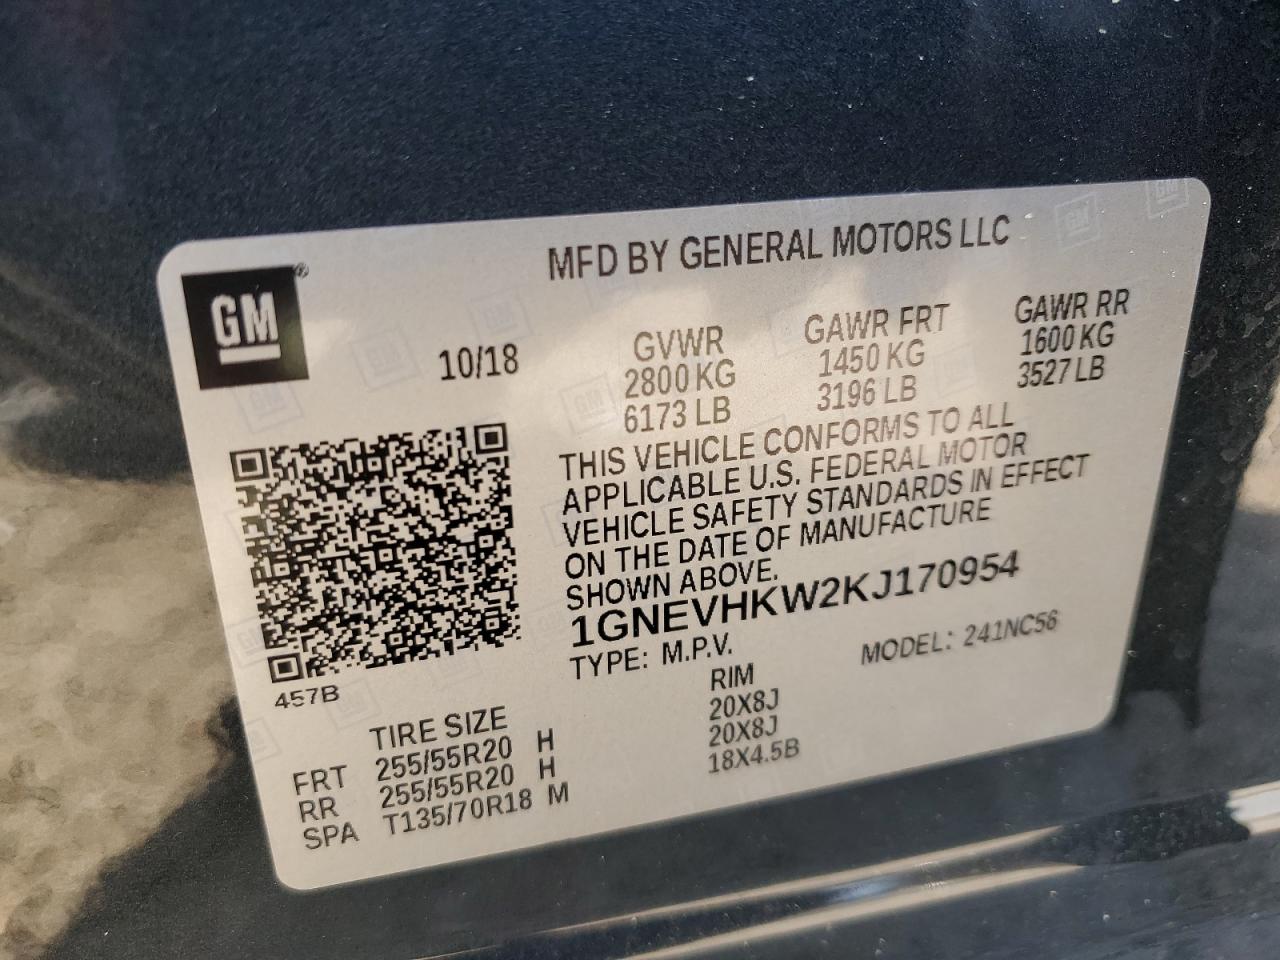 MFD BY GENERAL MOTORS LLC
GM®
10/18
GVWR GAWR FRT GAWR RR
2800 KG 1450 KG 1600 KG
6173 LB 3196 LB 3527 LB
THIS VEHICLE CONFORMS TO ALL
APPLICABLE U.S. FEDERAL MOTOR
VEHICLE SAFETY STANDARDS IN EFFECT
ON THE DATE OF MANUFACTURE
SHOWN ABOVE.
1GNEVHKW2KJ170954
TYPE: M.P.V. MODEL: 241NC56
457B
TIRE SIZE RIM
FRT 255/55R20 H 20X8J
RR 255/55R20 H 20X8J
SPA T135/70R18 M 18X4.5B